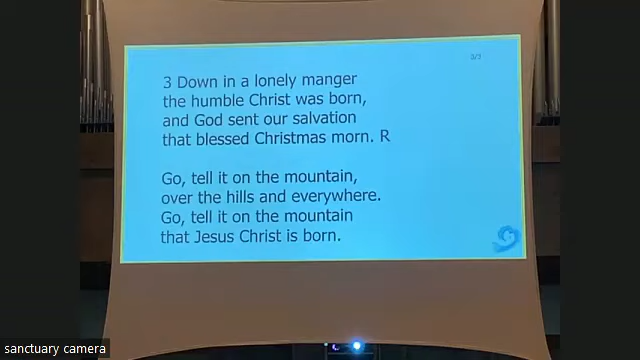 3/3
3 Down in a lonely manger
the humble Christ was born,
and God sent our salvation
that blessed Christmas morn. R
Go, tell it on the mountain,
over the hills and everywhere.
Go, tell it on the mountain
that Jesus Christ is born.
sanctuary camera